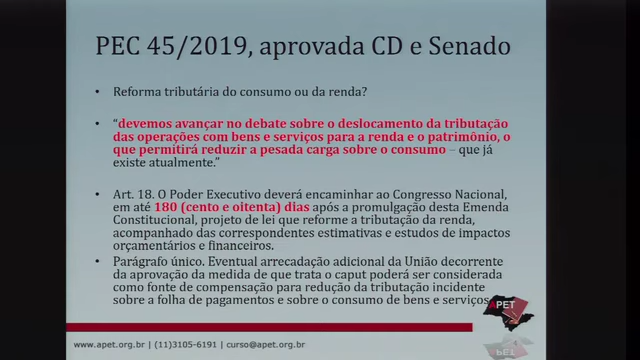 PEC 45/2019, aprovada CD e Senado
• Reforma tributária do consumo ou da renda?
• “devemos avançar no debate sobre o deslocamento da tributação
das operações com bens e serviços para a renda e o patrimônio, o
que permitirá reduzir a pesada carga sobre o consumo – que já
existe atualmente.”
• Art. 18. O Poder Executivo deverá encaminhar ao Congresso Nacional,
em até 180 (cento e oitenta) dias após a promulgação desta Emenda
Constitucional, projeto de lei que reforme a tributação da renda,
acompanhado das correspondentes estimativas e estudos de impactos
orçamentários e financeiros.
• Parágrafo único. Eventual arrecadação adicional da União decorrente
da aprovação da medida de que trata o caput poderá ser considerada
como fonte de compensação para redução da tributação incidente
sobre a folha de pagamentos e sobre o consumo de bens e serviços.
APET
www.apet.org.br | (11)3105-6191 | curso@apet.org.br